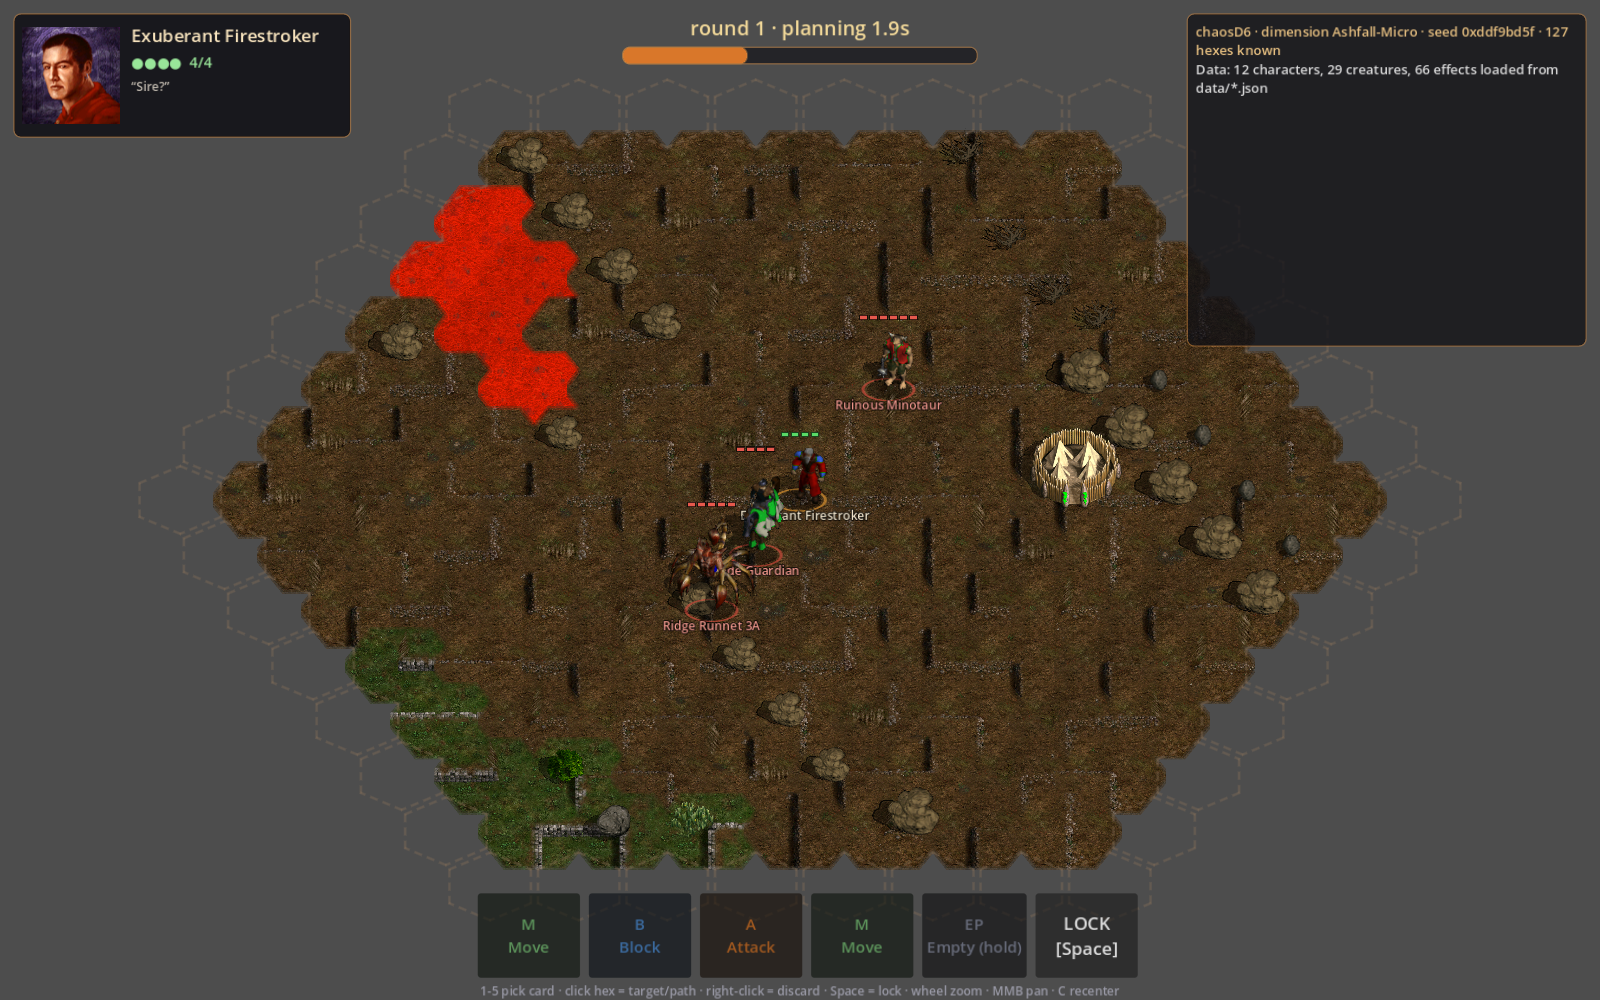 Exuberant Firestroker
4/4
“Sire?”
round 1 · planning 1.9s
chaosD6 · dimension Ashfall-Micro · seed 0xddf9bd5f · 127
hexes known
Data: 12 characters, 29 creatures, 66 effects loaded from
data/*.json
Ruinous Minotaur
Firestroker
Guardian
Ridge Runnet 3A
M
Move
B
Block
A
Attack
M
Move
EP
Empty (hold)
LOCK
[Space]
1-5 pick card · click hex = target/path · right-click = discard · Space = lock · wheel zoom · MMB pan · C recenter